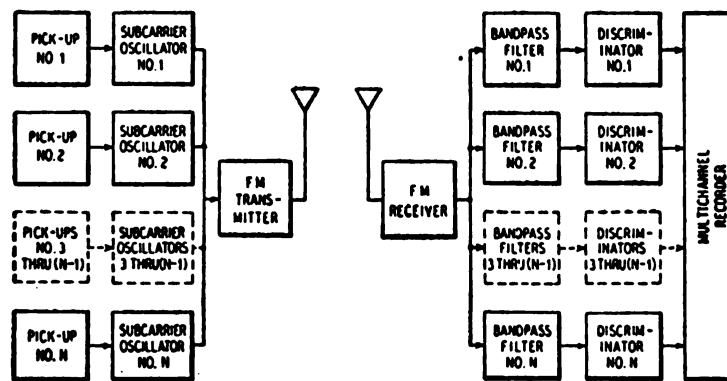 PICK-UP
NO 1
SUBCARRIER
OSCILLATOR
NO. 1
BANDPASS
FILTER
NO. 1
DISCRIM-
INATOR
NO. 1
PICK-UP
NO. 2
SUBCARRIER
OSCILLATOR
NO. 2
FM
TRANS-
MITTER
FM
RECEIVER
BANDPASS
FILTER
NO. 2
DISCRIM-
INATOR
NO. 2
PICK-UPS
NO. 3
THRU (N-1)
SUBCARRIER
OSCILLATORS
3 THRU (N-1)
BANDPASS
FILTERS
3 THRU (N-1)
DISCRIM-
INATORS
3 THRU (N-1)
PICK-UP
NO. N
SUBCARRIER
OSCILLATOR
NO. N
BANDPASS
FILTER
NO. N
DISCRIM-
INATOR
NO. N
MULTICHANNEL
RECORDER